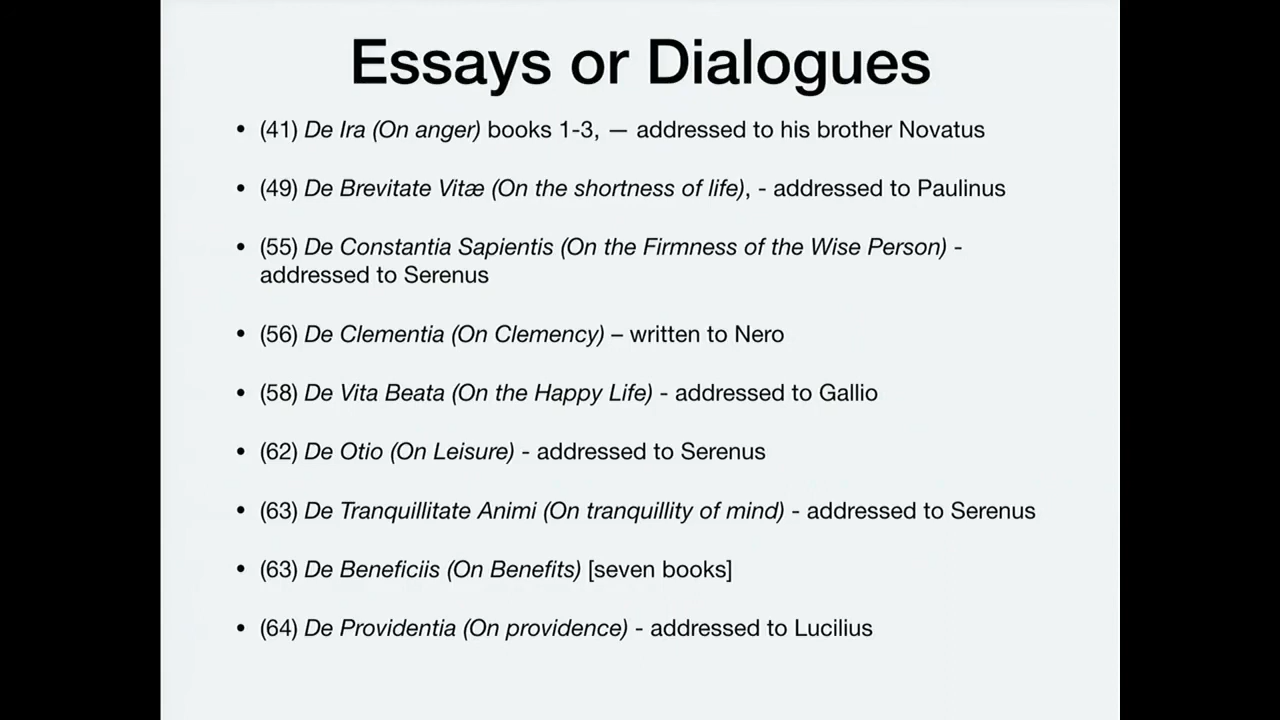 Essays or Dialogues
• (41) De Ira (On anger) books 1-3, — addressed to his brother Novatus
• (49) De Brevitate Vitæ (On the shortness of life), - addressed to Paulinus
• (55) De Constantia Sapientis (On the Firmness of the Wise Person) -
addressed to Serenus
• (56) De Clementia (On Clemency) – written to Nero
• (58) De Vita Beata (On the Happy Life) - addressed to Gallio
• (62) De Otio (On Leisure) - addressed to Serenus
• (63) De Tranquillitate Animi (On tranquillity of mind) - addressed to Serenus
• (63) De Beneficiis (On Benefits) [seven books]
• (64) De Providentia (On providence) - addressed to Lucilius